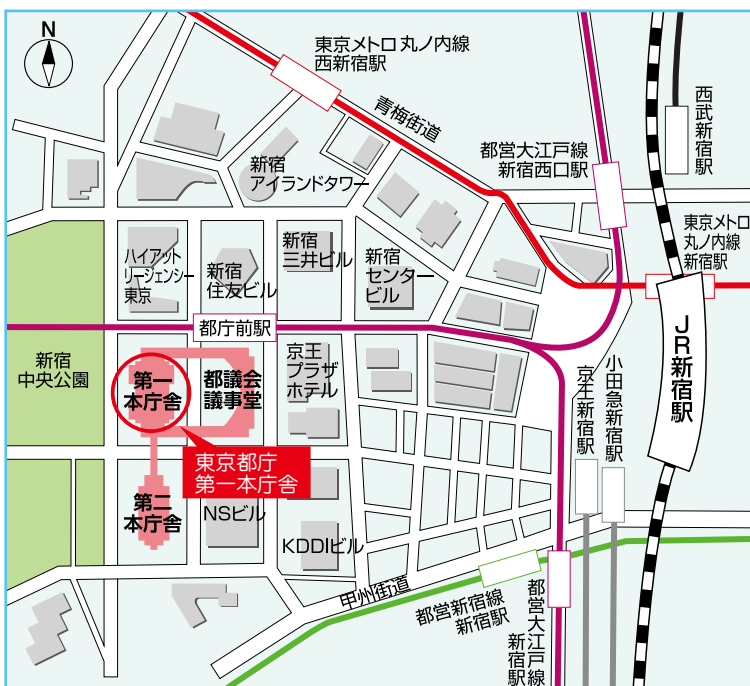 N
東京メトロ 丸ノ内線
西新宿駅
青梅街道
西武新宿駅
都営大江戸線
新宿西口駅
新宿
アイランドタワー
東京メトロ
丸ノ内線
新宿駅
ハイアット
リージェンシー
東京
新宿
住友ビル
新宿
三井ビル
新宿
センター
ビル
都庁前駅
JR新宿駅
新宿
中央公園
第一
本庁舎
都議会
議事堂
京王
プラザ
ホテル
京王新宿駅
小田急新宿駅
東京都庁
第一本庁舎
第二
本庁舎
NSビル
KDDIビル
甲州街道
都営新宿線
新宿駅
都営大江戸線
新宿駅